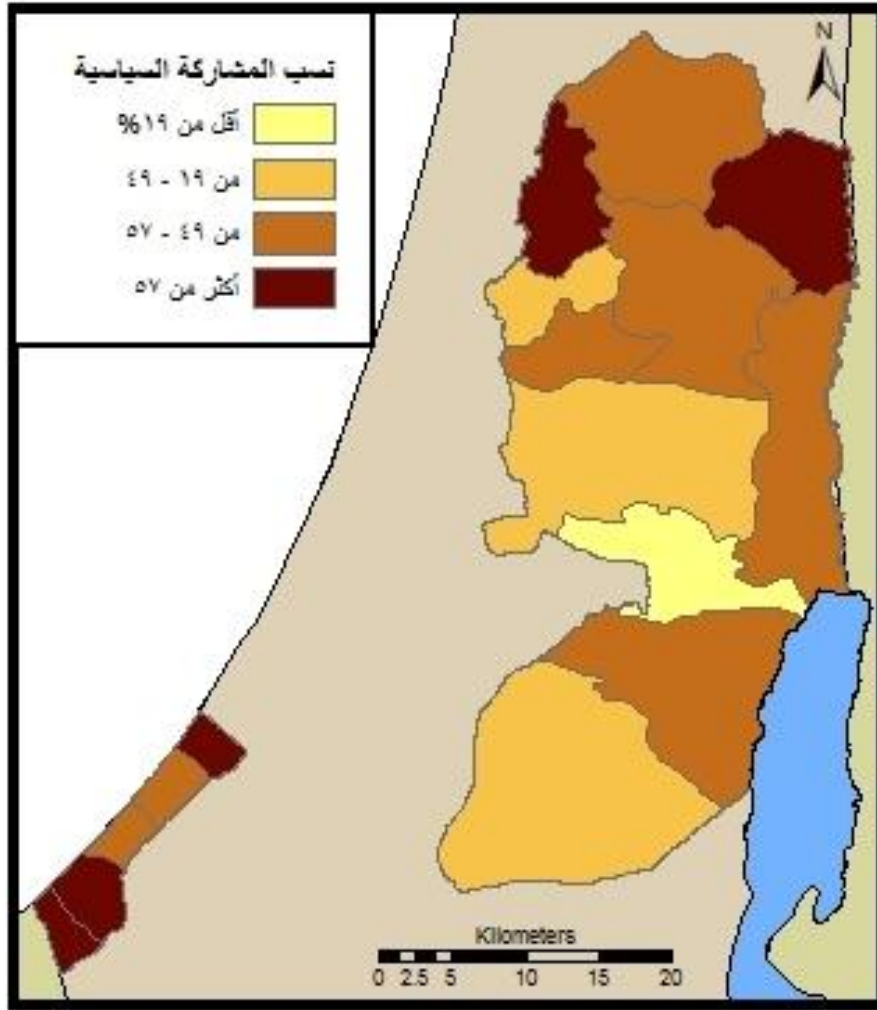 نسب المشاركة السياسية
أقل من ١٩%
من ١٩ - ٤٩
من ٤٩ - ٥٧
أكثر من ٥٧
N
Kilometers
0 2.5 5 10 15 20